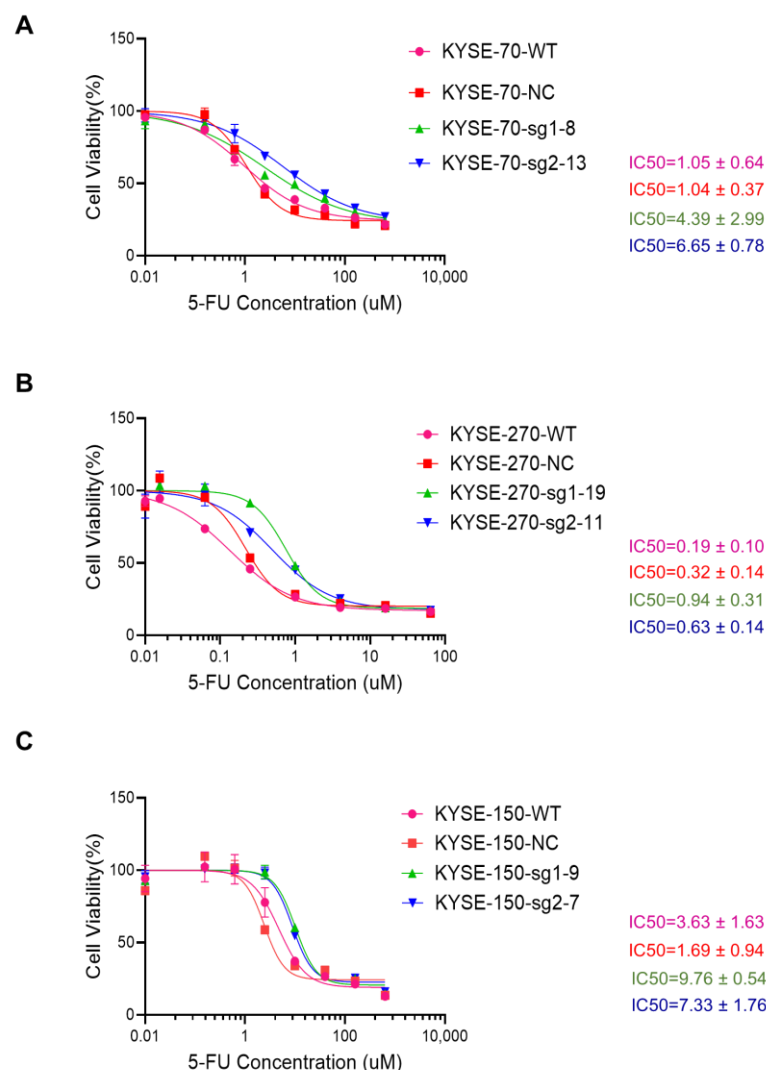 A
150
100
50
0
Cell Viability(%)
0.01
1
100
10,000
5-FU Concentration (uM)
KYSE-70-WT
KYSE-70-NC
KYSE-70-sg1-8
KYSE-70-sg2-13
IC50=1.05 ± 0.64
IC50=1.04 ± 0.37
IC50=4.39 ± 2.99
IC50=6.65 ± 0.78
B
150
100
50
0
Cell Viability(%)
0.01
0.1
1
10
100
5-FU Concentration (uM)
KYSE-270-WT
KYSE-270-NC
KYSE-270-sg1-19
KYSE-270-sg2-11
IC50=0.19 ± 0.10
IC50=0.32 ± 0.14
IC50=0.94 ± 0.31
IC50=0.63 ± 0.14
C
150
100
50
0
Cell Viability(%)
0.01
1
100
10,000
5-FU Concentration (uM)
KYSE-150-WT
KYSE-150-NC
KYSE-150-sg1-9
KYSE-150-sg2-7
IC50=3.63 ± 1.63
IC50=1.69 ± 0.94
IC50=9.76 ± 0.54
IC50=7.33 ± 1.76